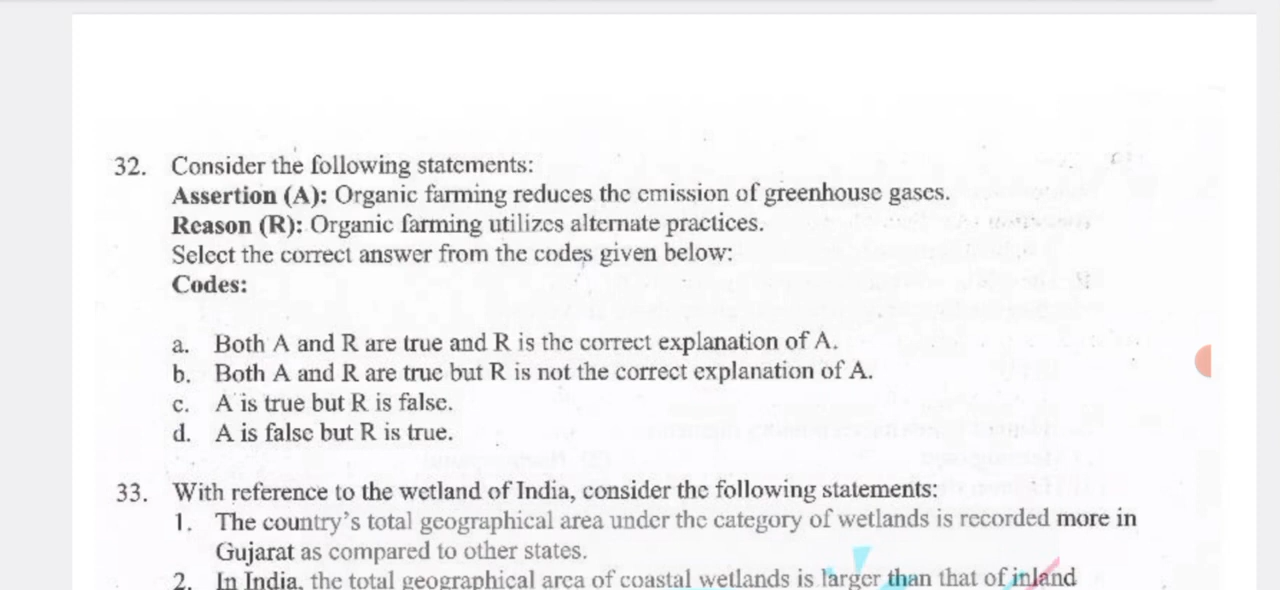 32. Consider the following statements:
Assertion (A): Organic farming reduces the emission of greenhouse gases.
Reason (R): Organic farming utilizes alternate practices.
Select the correct answer from the codes given below:
Codes:
a. Both A and R are true and R is the correct explanation of A.
b. Both A and R are true but R is not the correct explanation of A.
c. A is true but R is false.
d. A is false but R is true.
33. With reference to the wetland of India, consider the following statements:
1. The country's total geographical area under the category of wetlands is recorded more in
Gujarat as compared to other states.
2. In India, the total geographical area of coastal wetlands is larger than that of inland